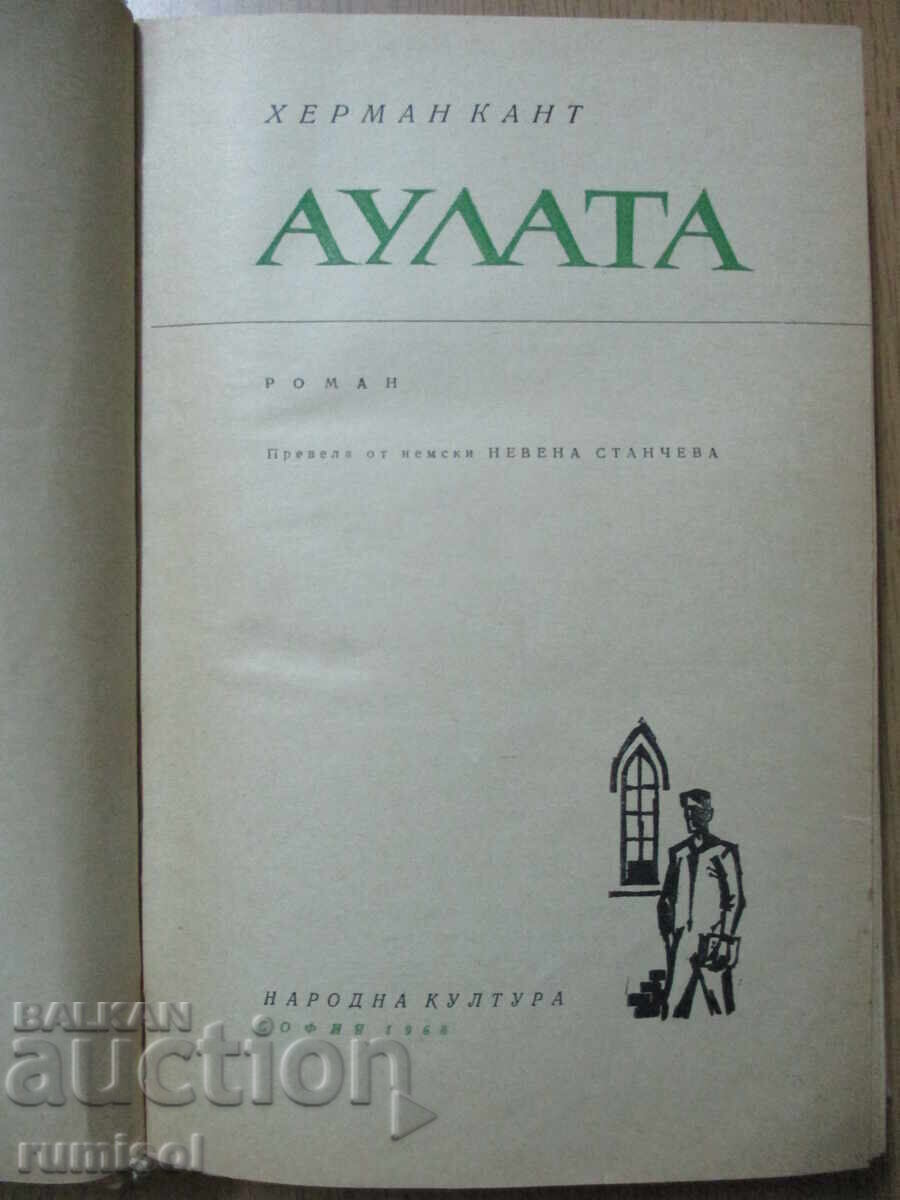 ХЕРМАН КАНТ
АУЛАТА
РОМАН
Превела от немски НЕВЕНА СТАНЧЕВА
НАРОДНА КУЛТУРА
СОФИЯ 1968
BALKAN
auction
rumisol